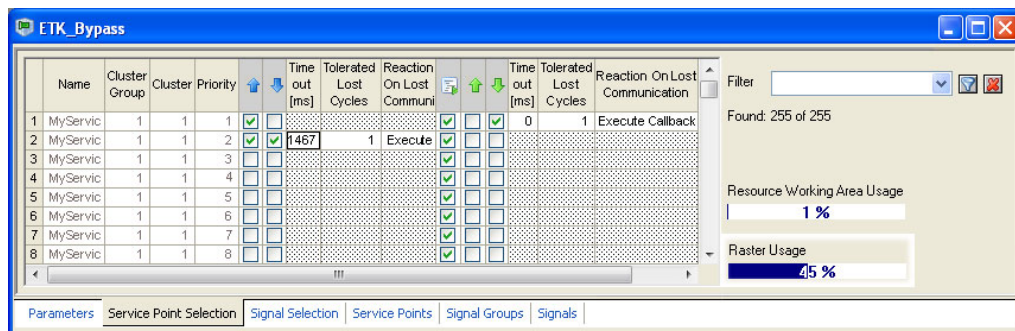 ETK_Bypass
Name Cluster Group Cluster Priority Time out [ms] Tolerated Lost Cycles Reaction On Lost Communi Time out [ms] Tolerated Lost Cycles Reaction On Lost Communication
1 MyServic 1 1 1 0 1 Execute Callback
2 MyServic 1 1 2 1467 1 Execute
3 MyServic 1 1 3
4 MyServic 1 1 4
5 MyServic 1 1 5
6 MyServic 1 1 6
7 MyServic 1 1 7
8 MyServic 1 1 8
Filter
Found: 255 of 255
Resource Working Area Usage
1 %
Raster Usage
45 %
Parameters Service Point Selection Signal Selection Service Points Signal Groups Signals